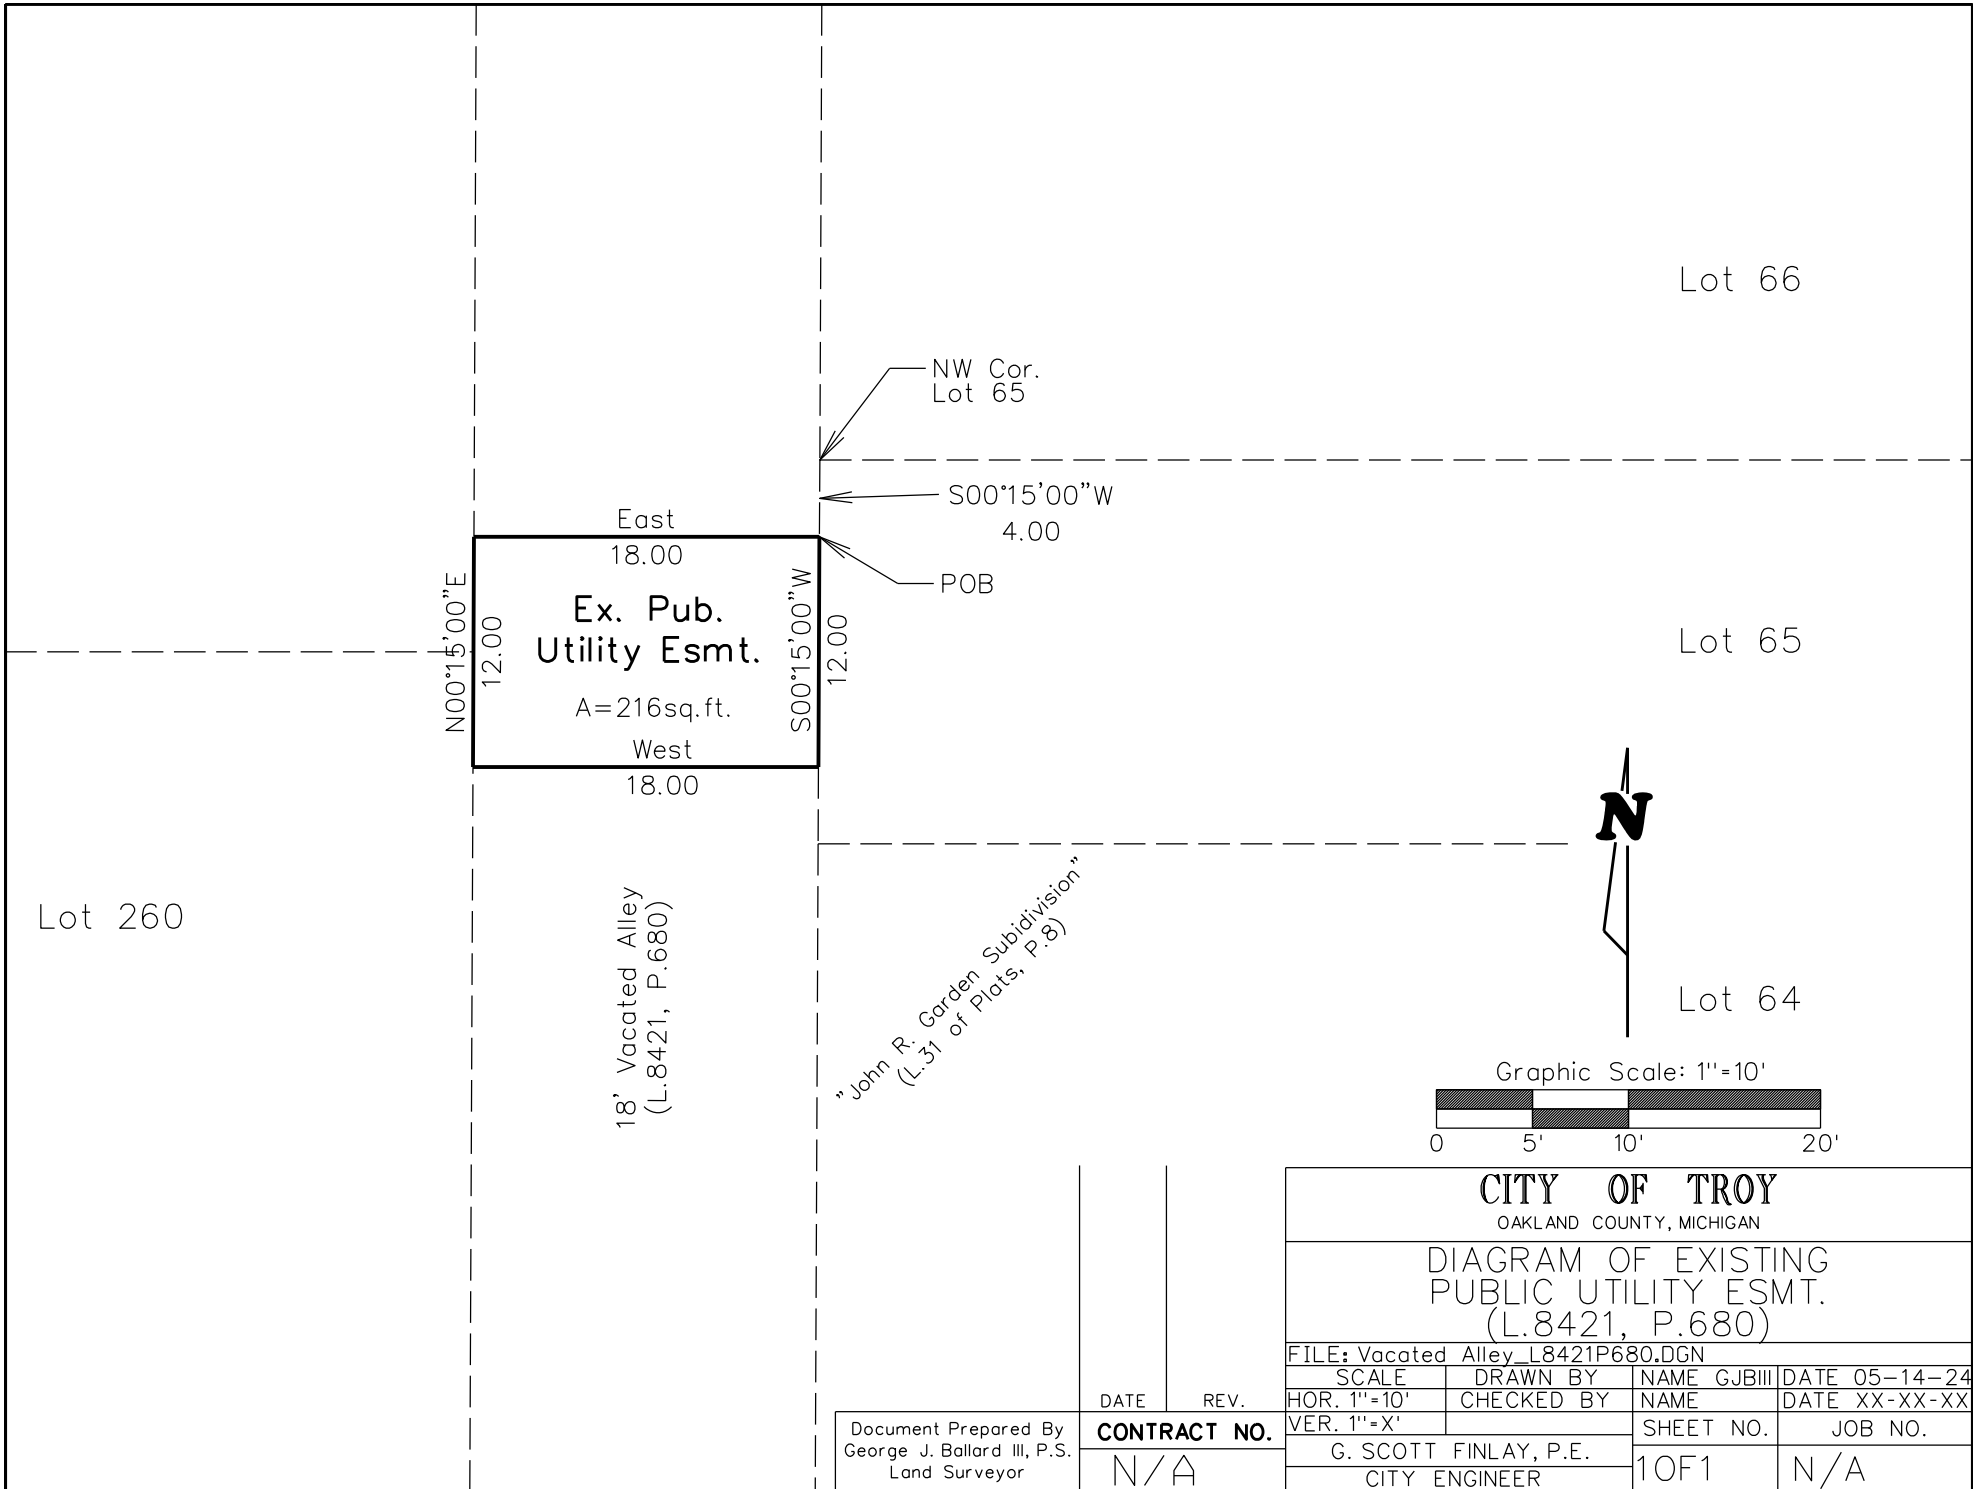 Lot 66
NW Cor.
Lot 65
S00°15'00"W
4.00
East
18.00
POB
N00°15'00"E
12.00
Ex. Pub.
Utility Esmt.
A=216sq.ft.
S00°15'00"W
12.00
West
18.00
Lot 65
N
Lot 260
18' Vacated Alley
(L.8421, P.680)
"John R. Garden Subidivision"
(L.31 of Plats, P.8)
Lot 64
Graphic Scale: 1"=10'
0 5' 10' 20'
CITY OF TROY
OAKLAND COUNTY, MICHIGAN
DIAGRAM OF EXISTING
PUBLIC UTILITY ESMT.
(L.8421, P.680)
FILE: Vacated Alley_L8421P680.DGN
SCALE DRAWN BY NAME GJBIII DATE 05-14-24
HOR. 1"=10' CHECKED BY NAME DATE XX-XX-XX
VER. 1"=X' SHEET NO. JOB NO.
G. SCOTT FINLAY, P.E.
CITY ENGINEER
1OF1 N/A
DATE REV.
CONTRACT NO.
N/A
Document Prepared By
George J. Ballard III, P.S.
Land Surveyor